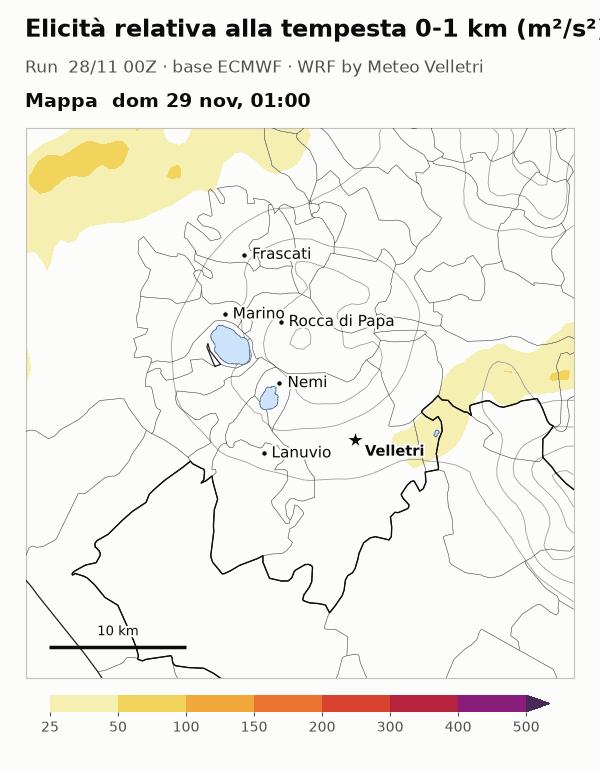 Elicità relativa alla tempesta 0-1 km (m²/s²)
Run  28/11 00Z · base ECMWF · WRF by Meteo Velletri
Mappa  dom 29 nov, 01:00
Frascati
Marino
Rocca di Papa
Nemi
Velletri
Lanuvio
10 km
25 50 100 150 200 300 400 500